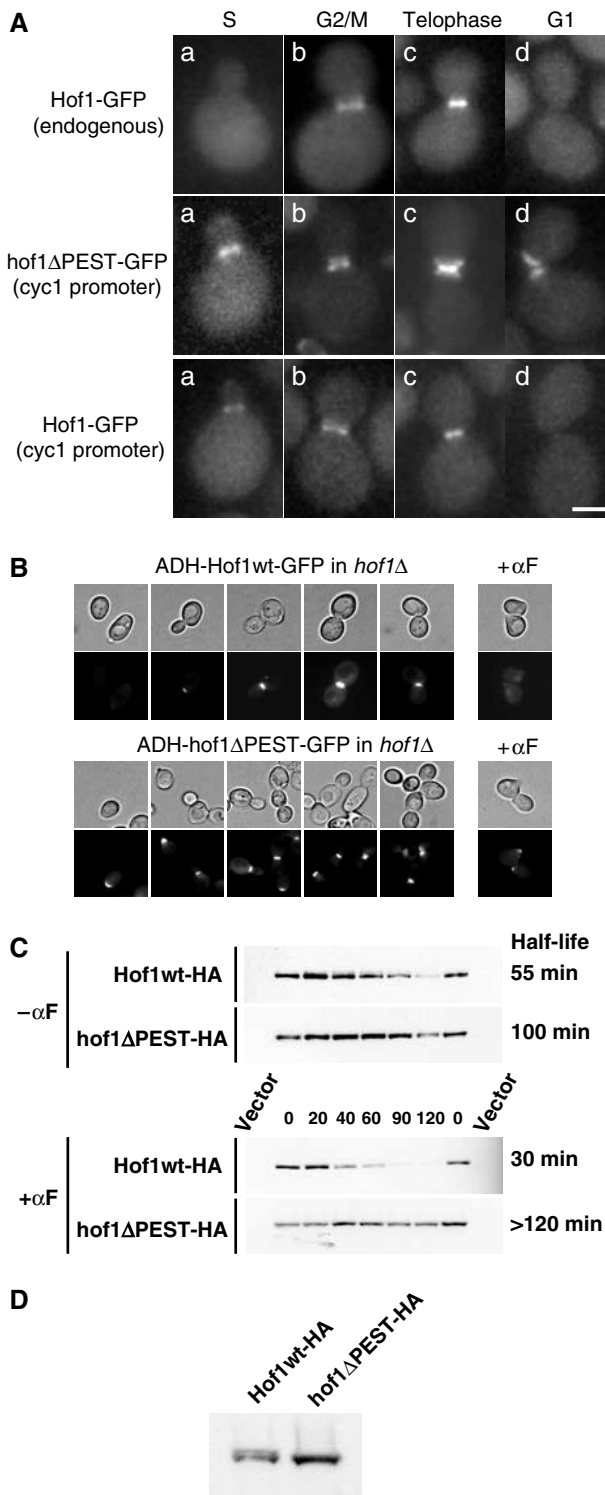 A
S G2/M Telophase G1
Hof1-GFP
(endogenous)
a b c d
hof1ΔPEST-GFP
(cyc1 promoter)
a b c d
Hof1-GFP
(cyc1 promoter)
a b c d
B
ADH-Hof1wt-GFP in hof1Δ
+αF
ADH-hof1ΔPEST-GFP in hof1Δ
+αF
C
Half-life
−αF
Hof1wt-HA
55 min
hof1ΔPEST-HA
100 min
Vector 0 20 40 60 90 120 0 Vector
+αF
Hof1wt-HA
30 min
hof1ΔPEST-HA
>120 min
D
Hof1wt-HA
hof1ΔPEST-HA